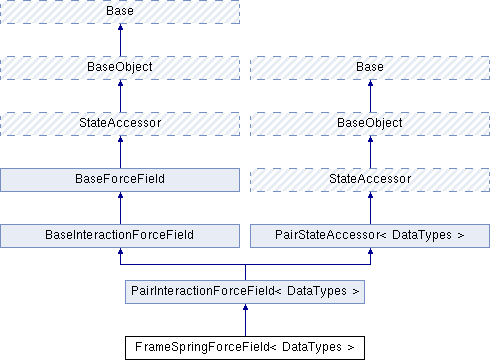 Base
BaseObject
Base
StateAccessor
BaseObject
BaseForceField
StateAccessor
BaseInteractionForceField
PairStateAccessor< DataTypes >
PairInteractionForceField< DataTypes >
FrameSpringForceField< DataTypes >